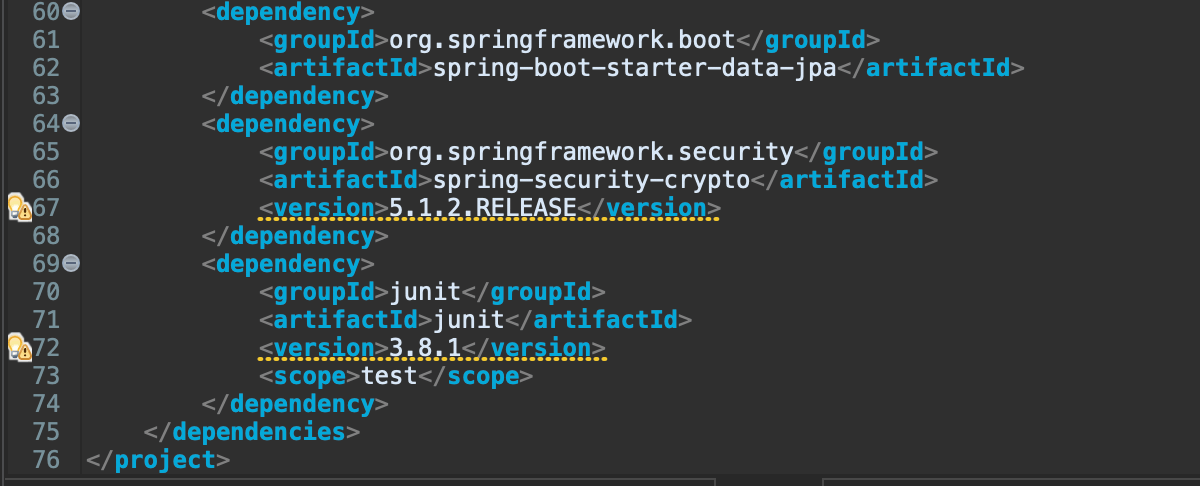 60 <dependency>
61 <groupId>org.springframework.boot</groupId>
62 <artifactId>spring-boot-starter-data-jpa</artifactId>
63 </dependency>
64 <dependency>
65 <groupId>org.springframework.security</groupId>
66 <artifactId>spring-security-crypto</artifactId>
67 <version>5.1.2.RELEASE</version>
68 </dependency>
69 <dependency>
70 <groupId>junit</groupId>
71 <artifactId>junit</artifactId>
72 <version>3.8.1</version>
73 <scope>test</scope>
74 </dependency>
75 </dependencies>
76 </project>